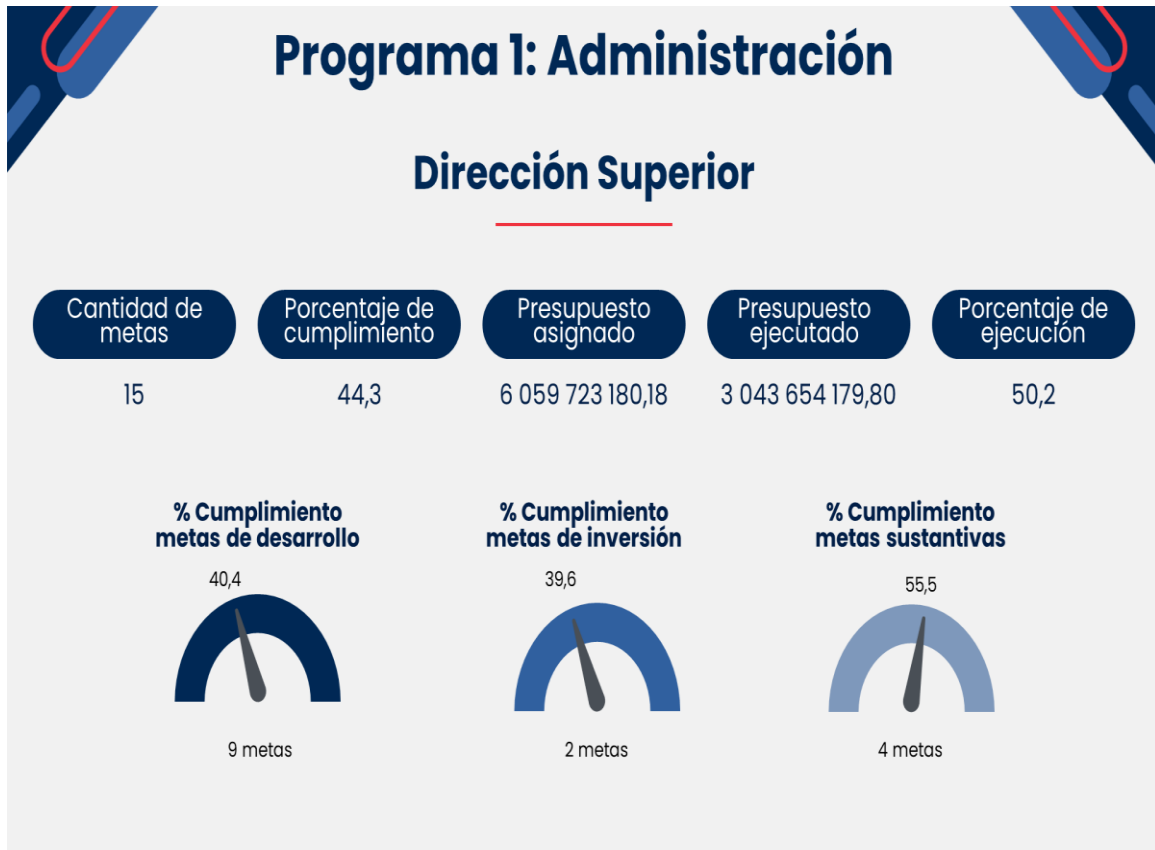 Programa 1: Administración
Dirección Superior
Cantidad de
metas
Porcentaje de
cumplimiento
Presupuesto
asignado
Presupuesto
ejecutado
Porcentaje de
ejecución
15
44,3
6 059 723 180,18
3 043 654 179,80
50,2
% Cumplimiento
metas de desarrollo
40,4
9 metas
% Cumplimiento
metas de inversión
39,6
2 metas
% Cumplimiento
metas sustantivas
55,5
4 metas